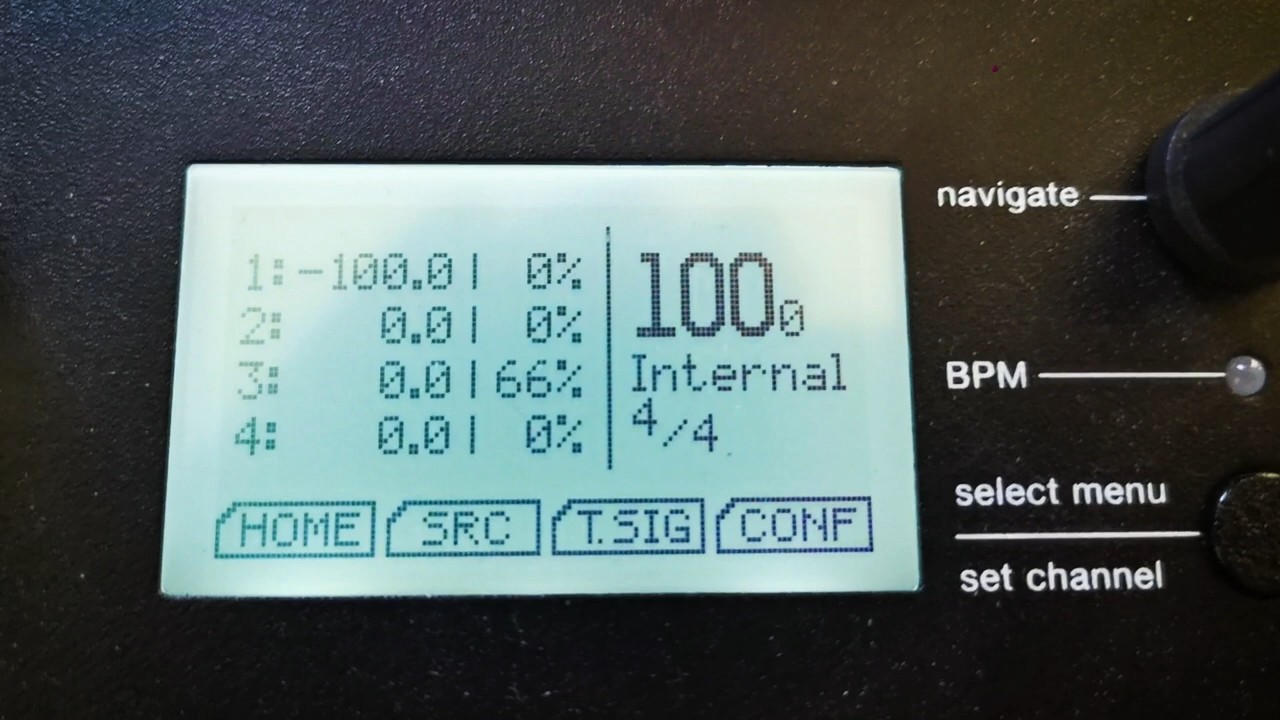 1:-100.0| 0%
2: 0.0| 0%
3: 0.0|66%
4: 0.0| 0%
100 0
Internal
4/4
HOME SRC T.SIG CONF
navigate
BPM
select menu
set channel